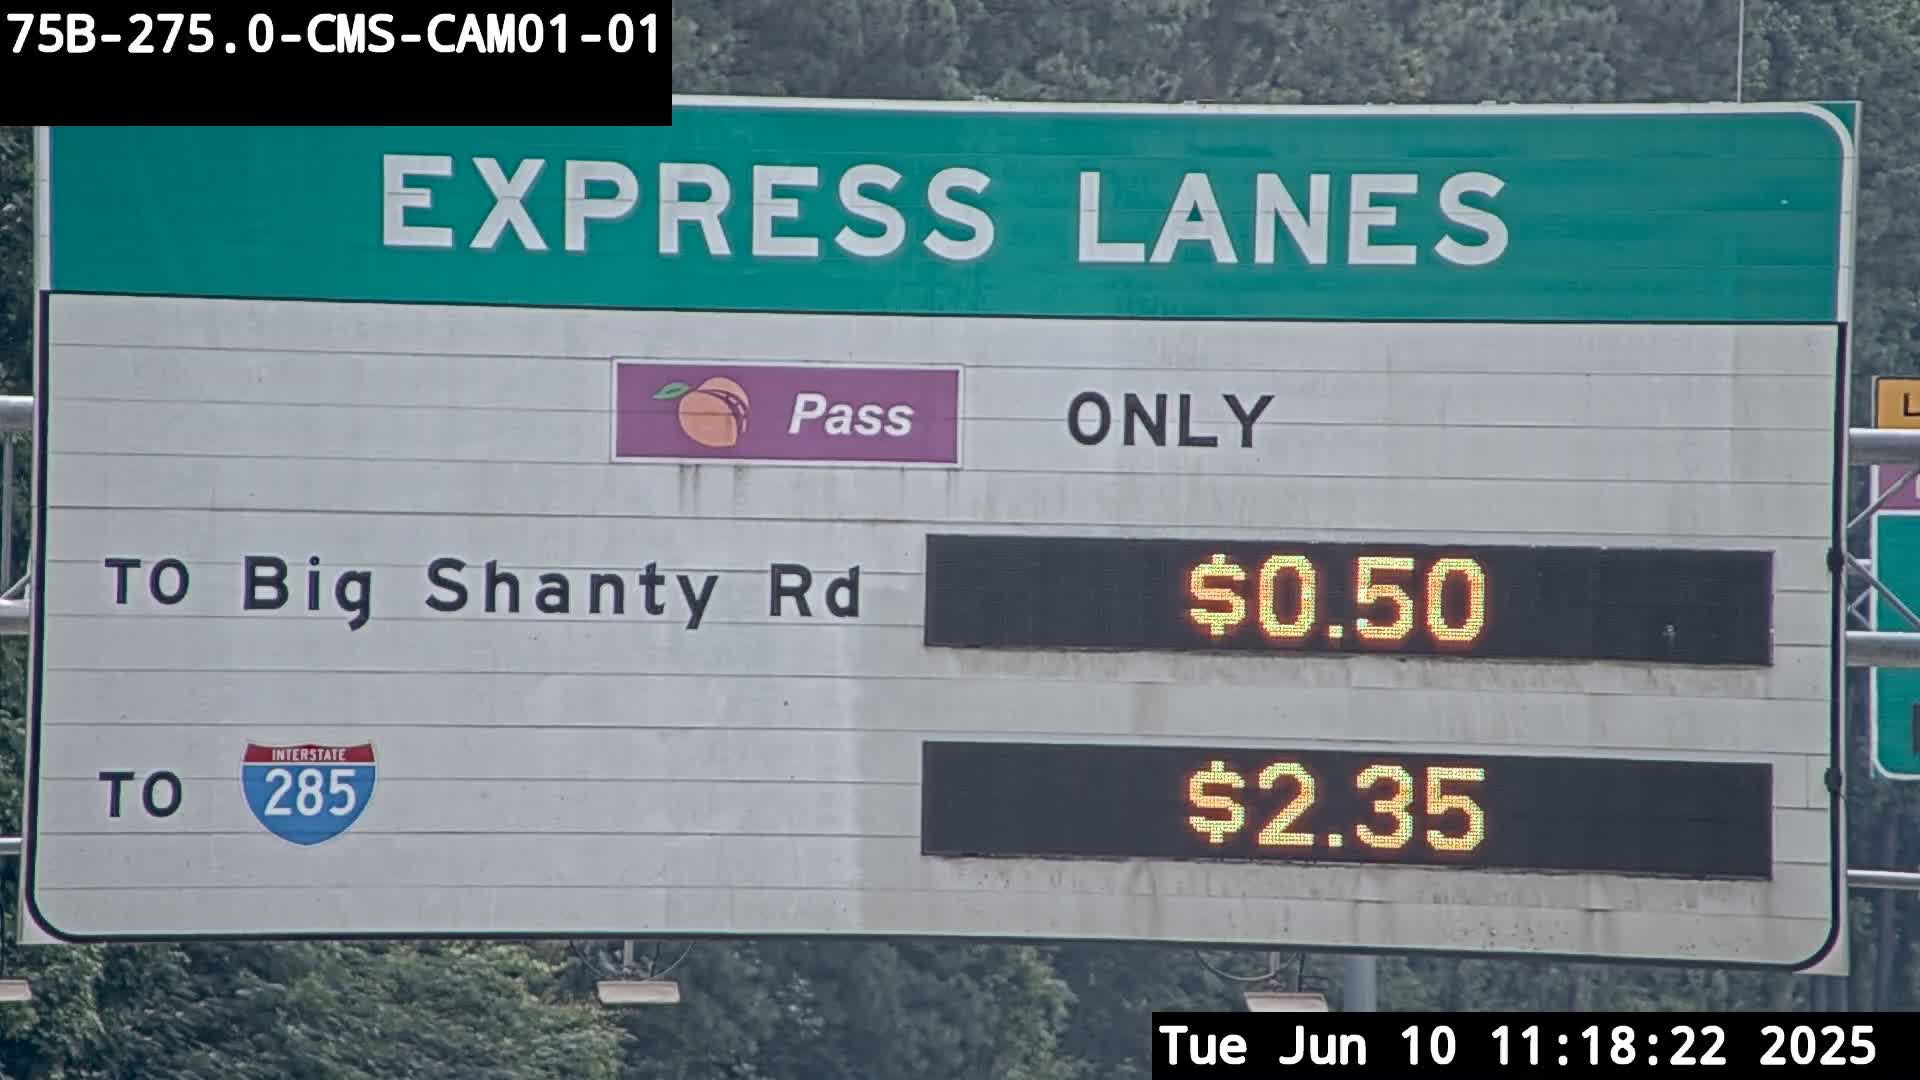 75B-275.0-CMS-CAM01-01
EXPRESS LANES
Pass ONLY
TO Big Shanty Rd $0.50
TO INTERSTATE 285 $2.35
Tue Jun 10 11:18:22 2025